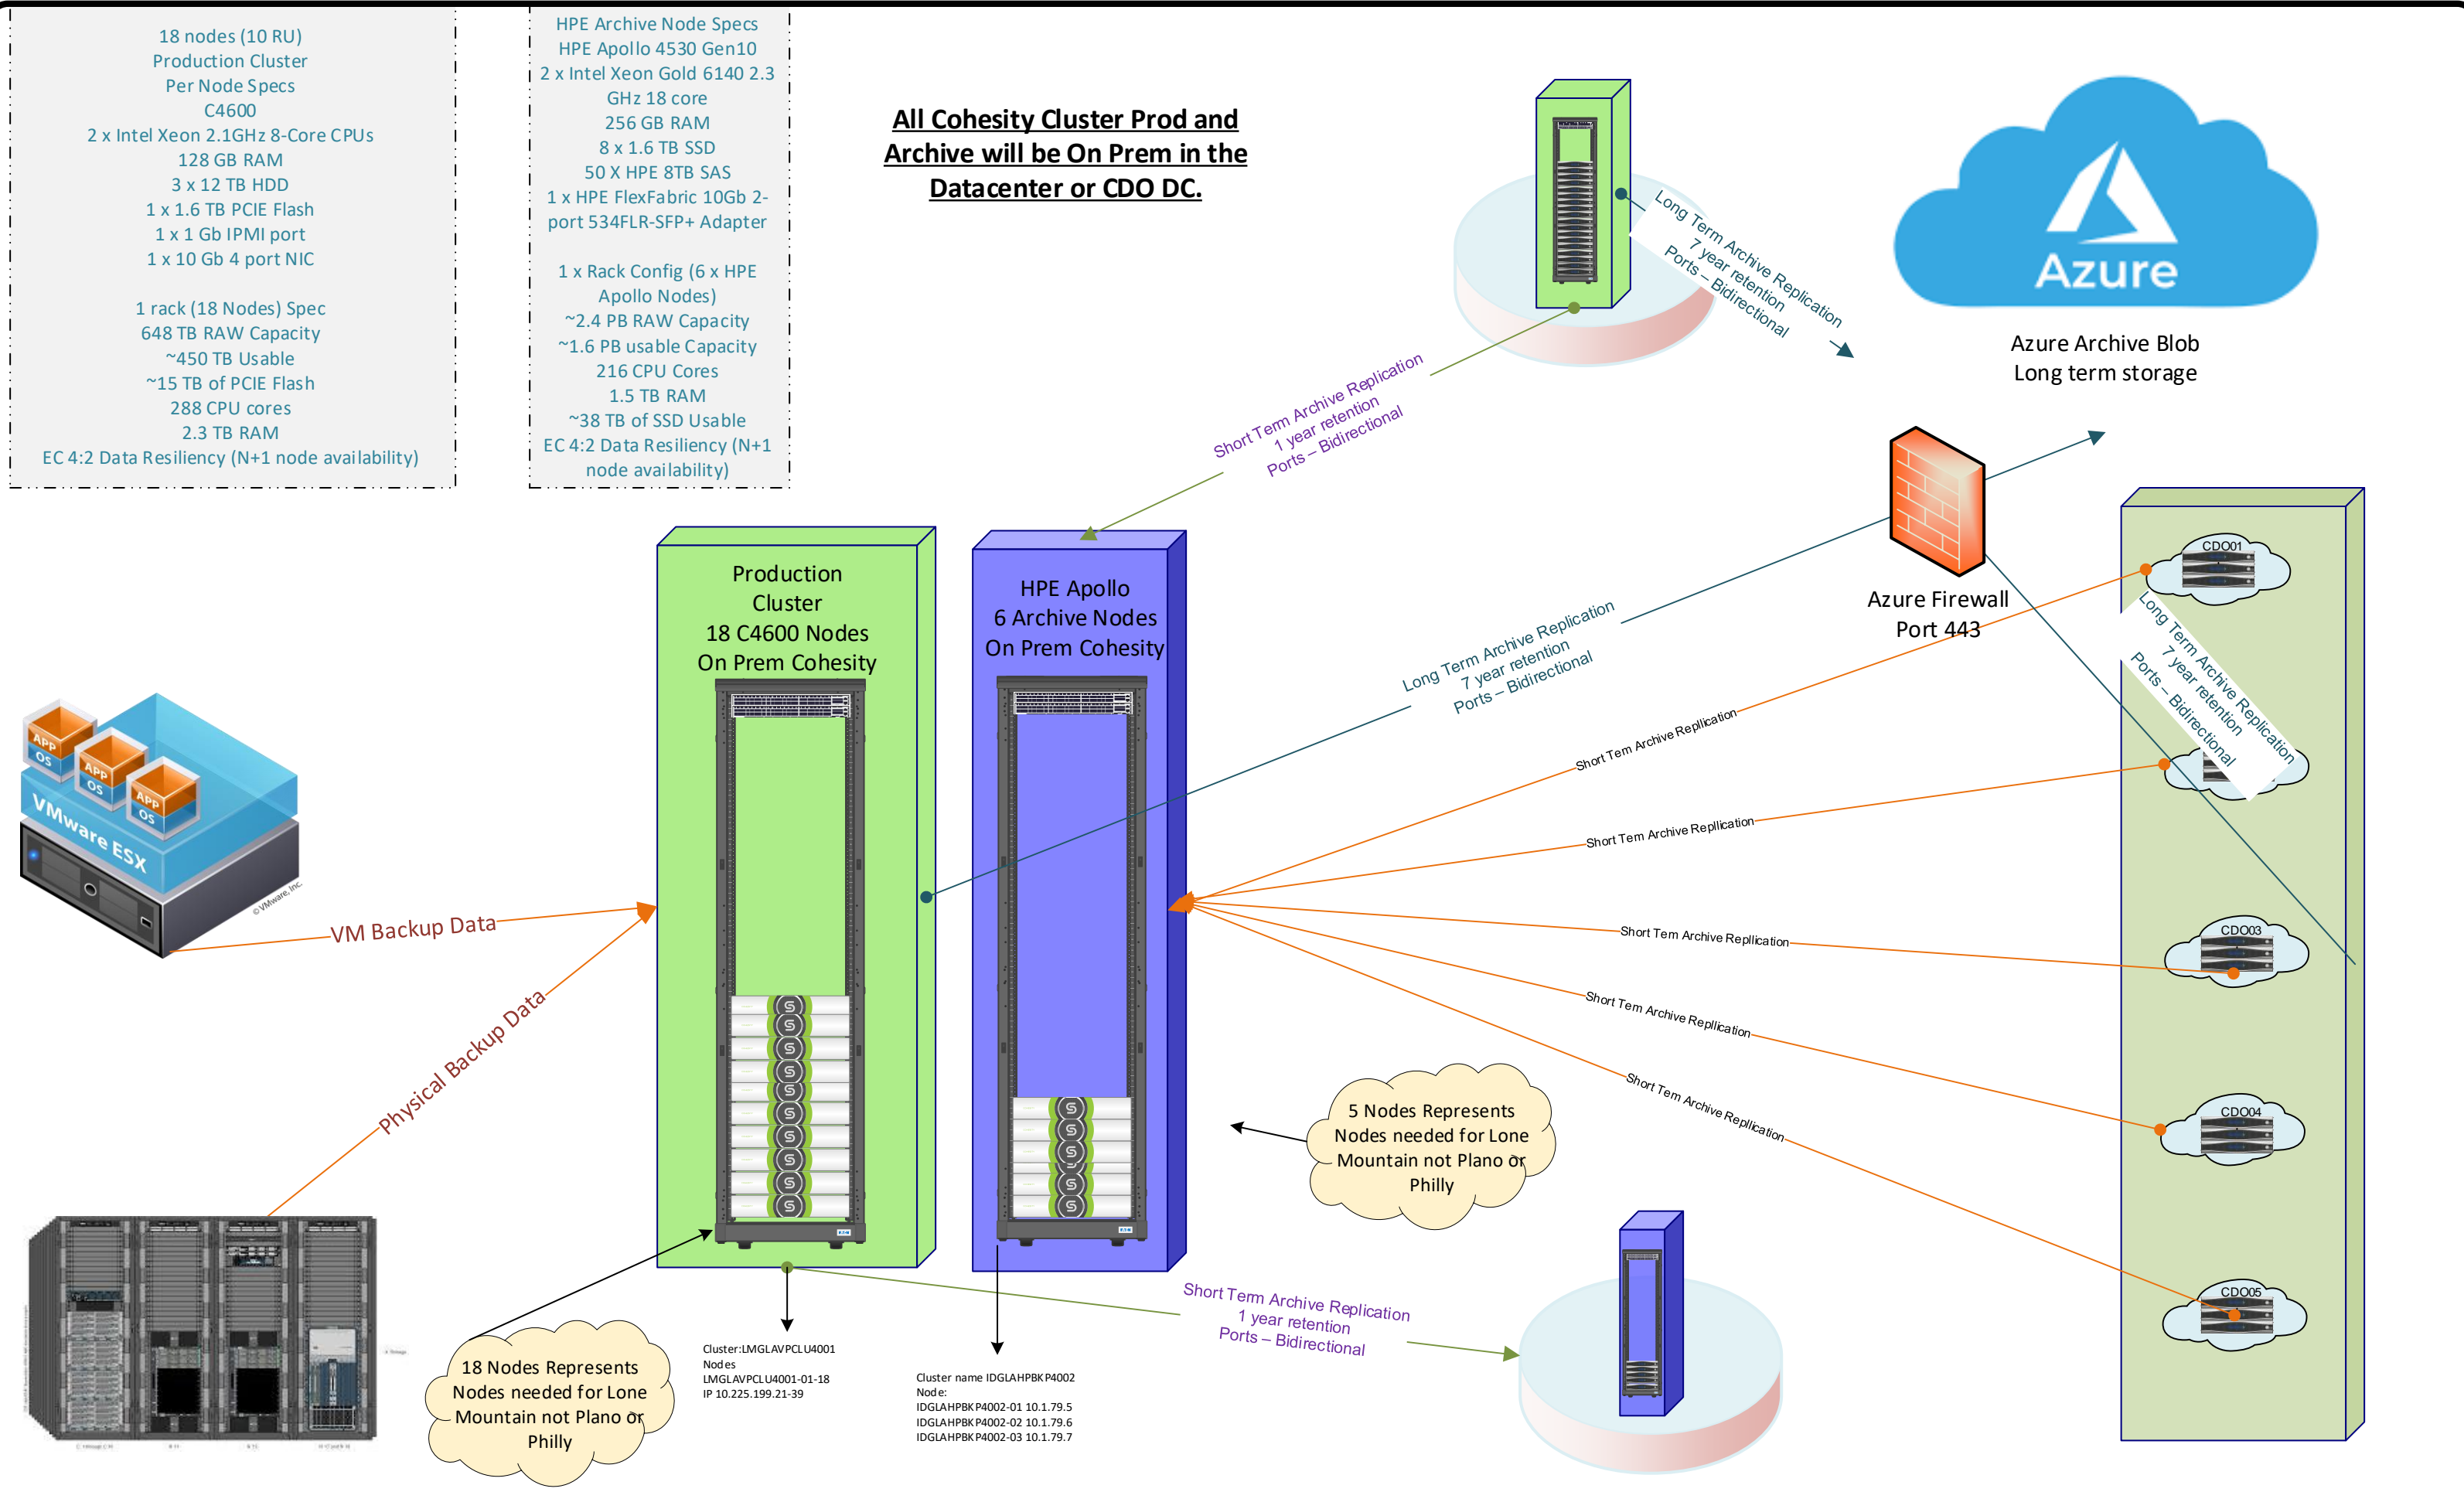 18 nodes (10 RU)
Production Cluster
Per Node Specs
C4600
2 x Intel Xeon 2.1GHz 8-Core CPUs
128 GB RAM
3 x 12 TB HDD
1 x 1.6 TB PCIE Flash
1 x 1 Gb IPMI port
1 x 10 Gb 4 port NIC
1 rack (18 Nodes) Spec
648 TB RAW Capacity
~450 TB Usable
~15 TB of PCIE Flash
288 CPU cores
2.3 TB RAM
EC 4:2 Data Resiliency (N+1 node availability)
HPE Archive Node Specs
HPE Apollo 4530 Gen10
2 x Intel Xeon Gold 6140 2.3
GHz 18 core
256 GB RAM
8 x 1.6 TB SSD
50 X HPE 8TB SAS
1 x HPE FlexFabric 10Gb 2-
port 534FLR-SFP+ Adapter
1 x Rack Config (6 x HPE
Apollo Nodes)
~2.4 PB RAW Capacity
~1.6 PB usable Capacity
216 CPU Cores
1.5 TB RAM
~38 TB of SSD Usable
EC 4:2 Data Resiliency (N+1
node availability)
All Cohesity Cluster Prod and
Archive will be On Prem in the
Datacenter or CDO DC.
Long Term Archive Replication
7 year retention
Ports – Bidirectional
Azure
Azure Archive Blob
Long term storage
Short Term Archive Replication
1 year retention
Ports – Bidirectional
Azure Firewall
Port 443
Production
Cluster
18 C4600 Nodes
On Prem Cohesity
HPE Apollo
6 Archive Nodes
On Prem Cohesity
Long Term Archive Replication
7 year retention
Ports – Bidirectional
CDO01
Long Term Archive Replication
7 year retention
Ports – Bidirectional
CDO03
CDO04
CDO05
Short Tem Archive Repllication
Short Tem Archive Repllication
Short Tem Archive Repllication
Short Tem Archive Repllication
Short Tem Archive Repllication
APP
OS
APP
OS
APP
OS
VMware ESX
© VMware, Inc.
VM Backup Data
Physical Backup Data
5 Nodes Represents
Nodes needed for Lone
Mountain not Plano or
Philly
18 Nodes Represents
Nodes needed for Lone
Mountain not Plano or
Philly
Short Term Archive Replication
1 year retention
Ports – Bidirectional
Cluster:LMGLAVPCLU4001
Nodes
LMGLAVPCLU4001-01-18
IP 10.225.199.21-39
Cluster name IDGLAHPBKP4002
Node:
IDGLAHPBKP4002-01 10.1.79.5
IDGLAHPBKP4002-02 10.1.79.6
IDGLAHPBKP4002-03 10.1.79.7